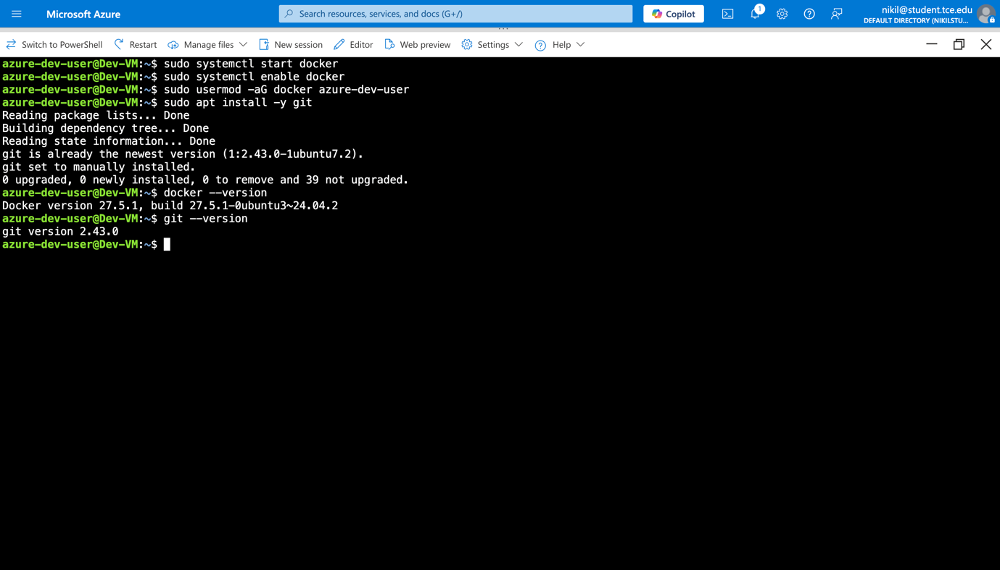 Microsoft Azure
Search resources, services, and docs (G+/)
Copilot
1
nikil@student.tce.edu
DEFAULT DIRECTORY (NIKILSTU...
Switch to PowerShell Restart Manage files New session Editor Web preview Settings Help
azure-dev-user@Dev-VM:~$ sudo systemctl start docker
azure-dev-user@Dev-VM:~$ sudo systemctl enable docker
azure-dev-user@Dev-VM:~$ sudo usermod -aG docker azure-dev-user
azure-dev-user@Dev-VM:~$ sudo apt install -y git
Reading package lists... Done
Building dependency tree... Done
Reading state information... Done
git is already the newest version (1:2.43.0-1ubuntu7.2).
git set to manually installed.
0 upgraded, 0 newly installed, 0 to remove and 39 not upgraded.
azure-dev-user@Dev-VM:~$ docker --version
Docker version 27.5.1, build 27.5.1-0ubuntu3~24.04.2
azure-dev-user@Dev-VM:~$ git --version
git version 2.43.0
azure-dev-user@Dev-VM:~$